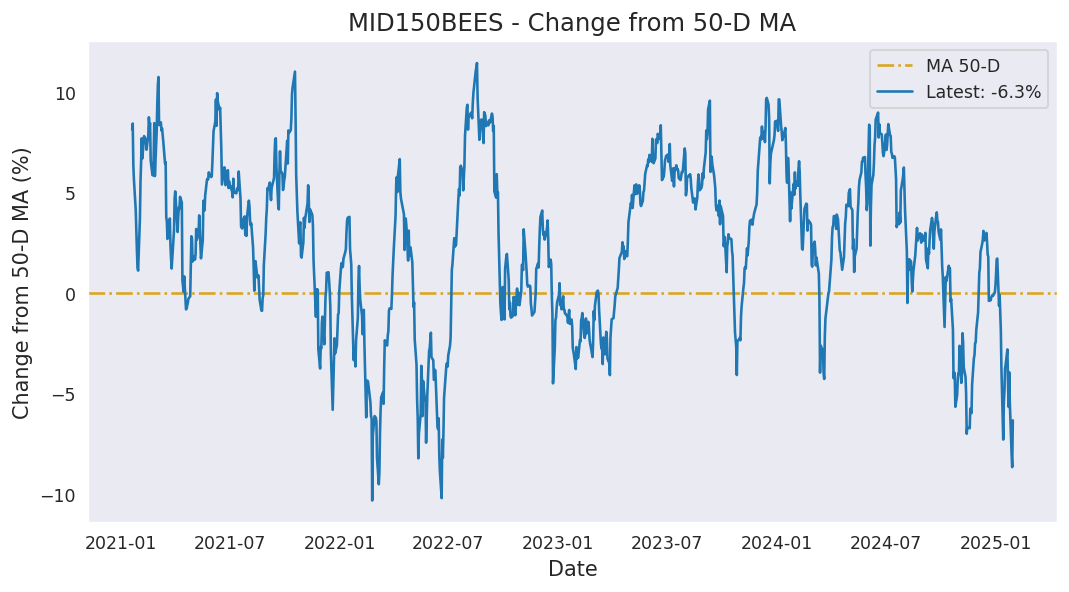 MID150BEES - Change from 50-D MA
MA 50-D
Latest: -6.3%
Change from 50-D MA (%)
10
5
0
−5
−10
2021-01
2021-07
2022-01
2022-07
2023-01
2023-07
2024-01
2024-07
2025-01
Date